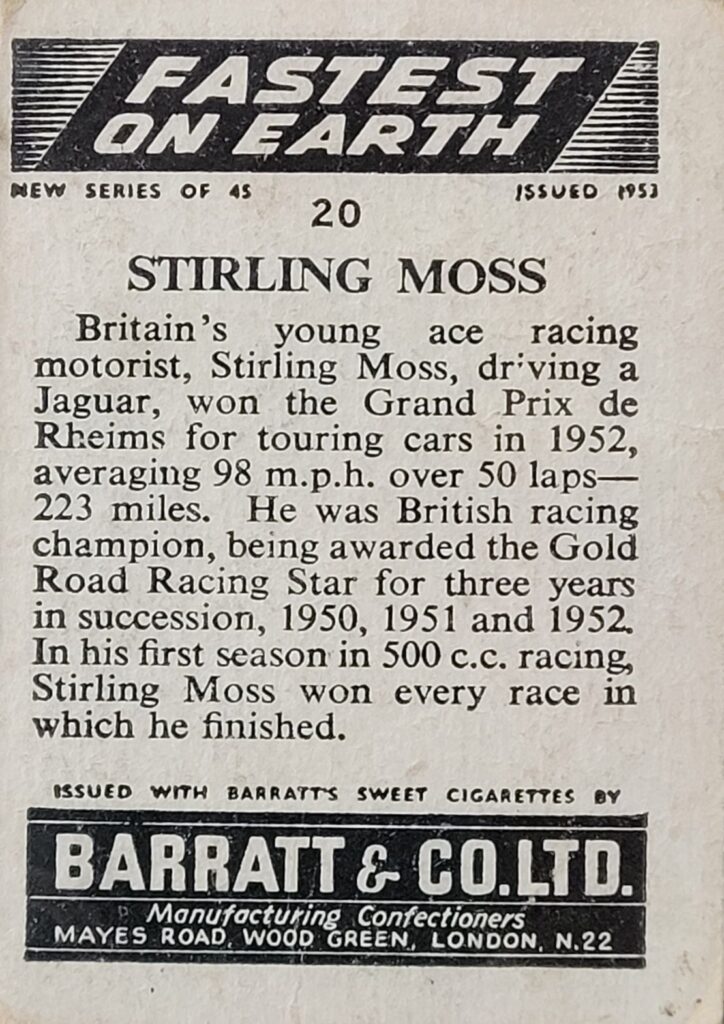 FASTEST
ON EARTH
NEW SERIES OF 45 ISSUED 1953
20
STIRLING MOSS
Britain's young ace racing
motorist, Stirling Moss, driving a
Jaguar, won the Grand Prix de
Rheims for touring cars in 1952,
averaging 98 m.p.h. over 50 laps—
223 miles. He was British racing
champion, being awarded the Gold
Road Racing Star for three years
in succession, 1950, 1951 and 1952.
In his first season in 500 c.c. racing,
Stirling Moss won every race in
which he finished.
ISSUED WITH BARRATT'S SWEET CIGARETTES BY
BARRATT & CO. LTD.
Manufacturing Confectioners
MAYES ROAD, WOOD GREEN, LONDON, N.22